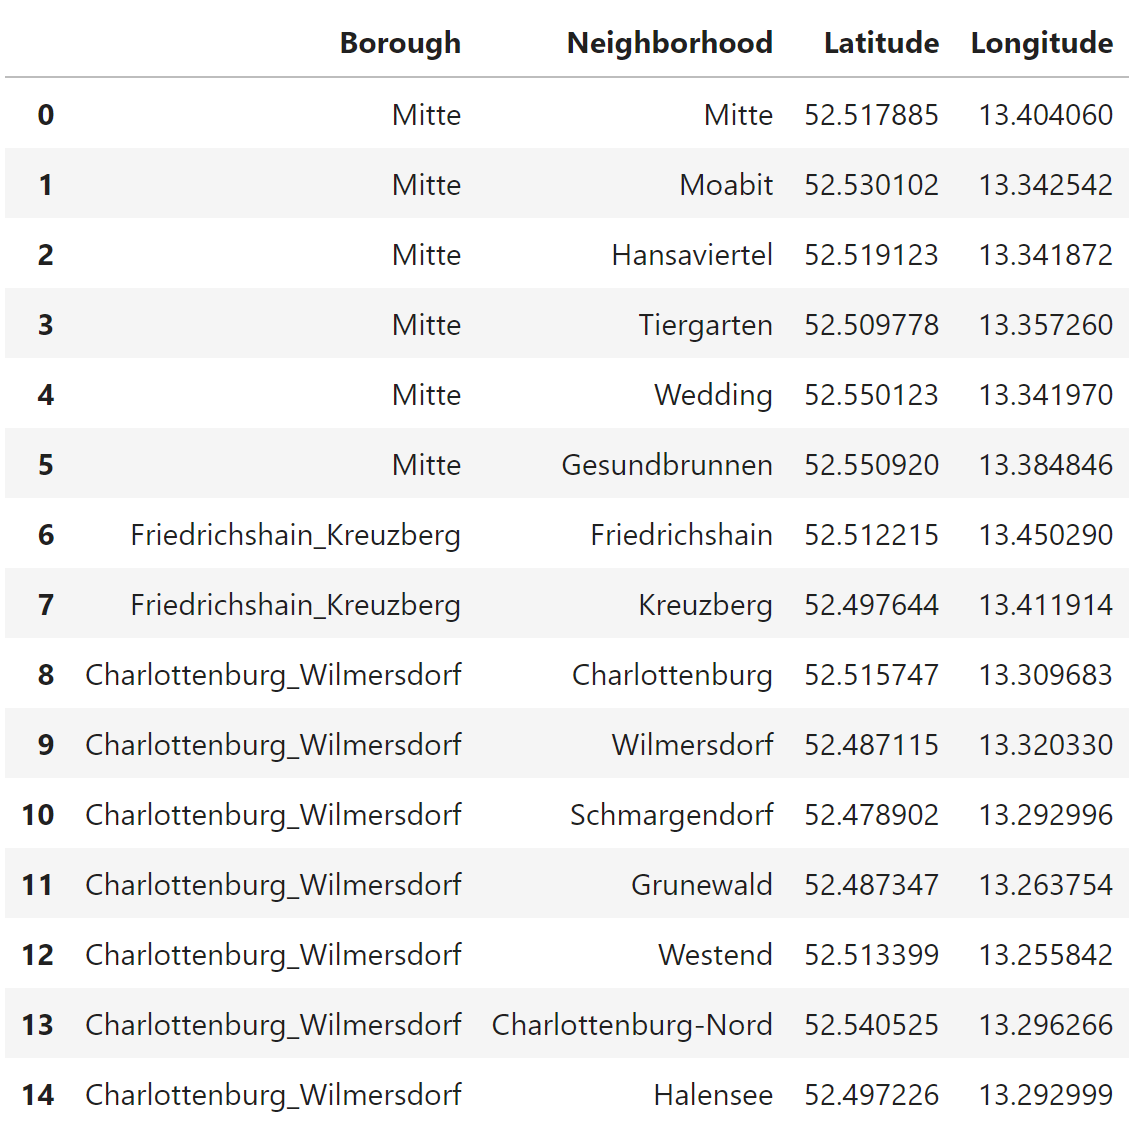 Borough Neighborhood Latitude Longitude
0 Mitte Mitte 52.517885 13.404060
1 Mitte Moabit 52.530102 13.342542
2 Mitte Hansaviertel 52.519123 13.341872
3 Mitte Tiergarten 52.509778 13.357260
4 Mitte Wedding 52.550123 13.341970
5 Mitte Gesundbrunnen 52.550920 13.384846
6 Friedrichshain_Kreuzberg Friedrichshain 52.512215 13.450290
7 Friedrichshain_Kreuzberg Kreuzberg 52.497644 13.411914
8 Charlottenburg_Wilmersdorf Charlottenburg 52.515747 13.309683
9 Charlottenburg_Wilmersdorf Wilmersdorf 52.487115 13.320330
10 Charlottenburg_Wilmersdorf Schmargendorf 52.478902 13.292996
11 Charlottenburg_Wilmersdorf Grunewald 52.487347 13.263754
12 Charlottenburg_Wilmersdorf Westend 52.513399 13.255842
13 Charlottenburg_Wilmersdorf Charlottenburg-Nord 52.540525 13.296266
14 Charlottenburg_Wilmersdorf Halensee 52.497226 13.292999